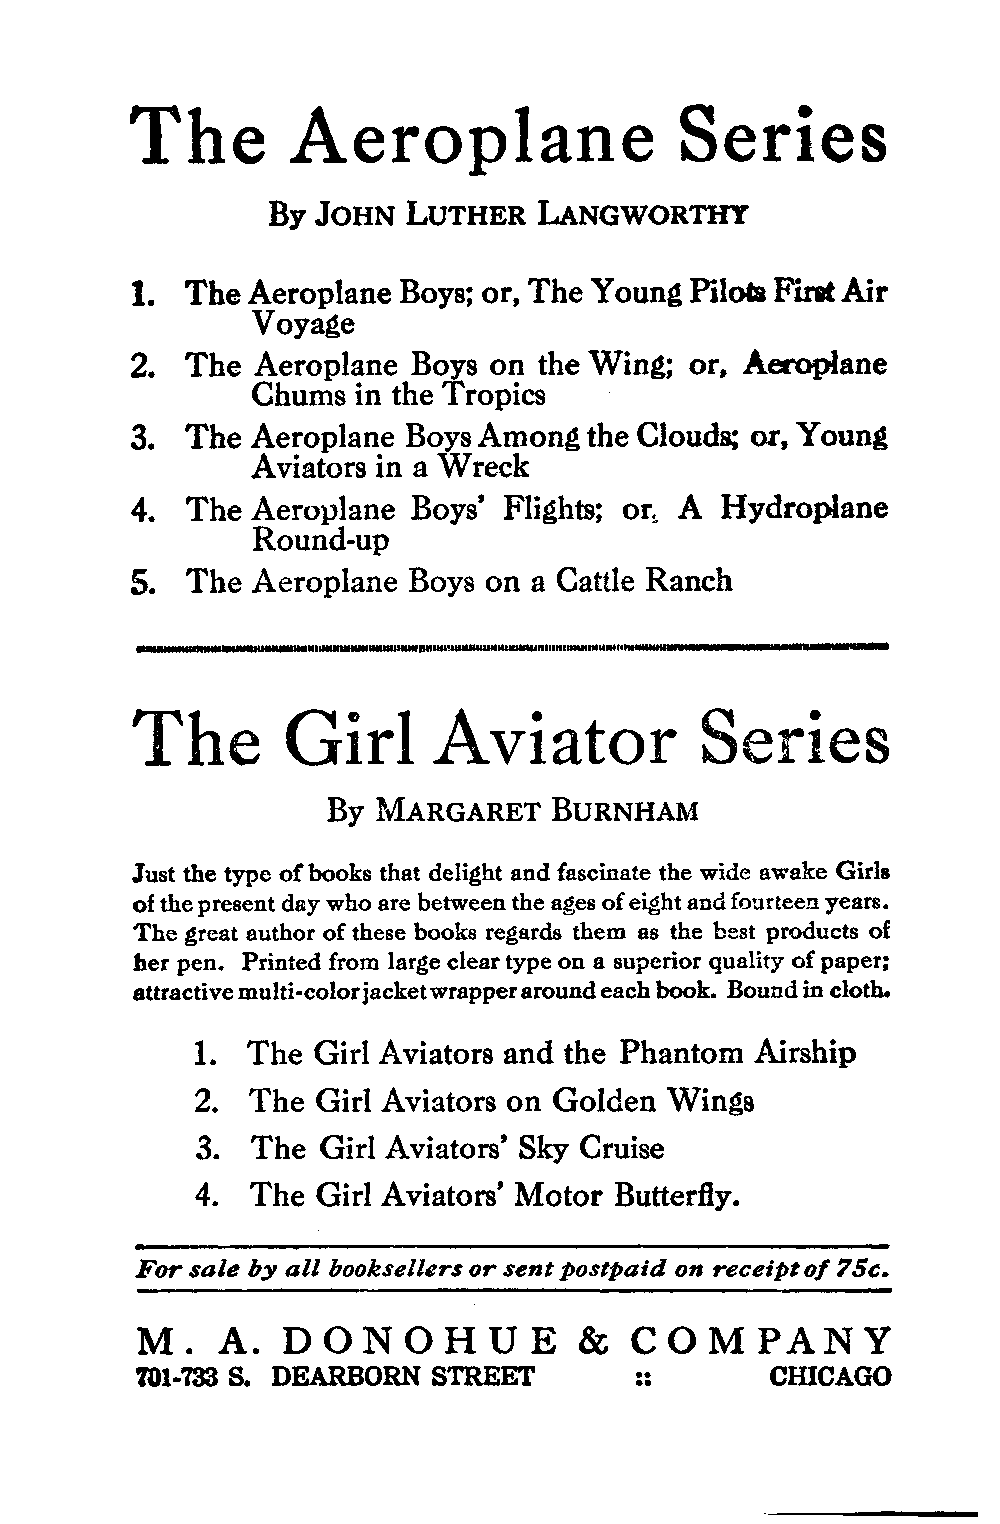 The Aeroplane Series
By John Luther Langworthy
1. The Aeroplane Boys; or, The Young Pilots First Air
Voyage
2. The Aeroplane Boys on the Wing; or, Aeroplane
Chums in the Tropics
3. The Aeroplane Boys Among the Clouds; or, Young
Aviators in a Wreck
4. The Aeroplane Boys' Flights; or, A Hydroplane
Round-up
5. The Aeroplane Boys on a Cattle Ranch
The Girl Aviator Series
By Margaret Burnham
Just the type of books that delight and fascinate the wide awake Girls
of the present day who are between the ages of eight and fourteen years.
The great author of these books regards them as the best products of
her pen. Printed from large clear type on a superior quality of paper;
attractive multi-color jacket wrapper around each book. Bound in cloth.
1. The Girl Aviators and the Phantom Airship
2. The Girl Aviators on Golden Wings
3. The Girl Aviators' Sky Cruise
4. The Girl Aviators' Motor Butterfly.
For sale by all booksellers or sent postpaid on receipt of 75c.
M. A. DONOHUE & COMPANY
701-733 S. DEARBORN STREET :: CHICAGO